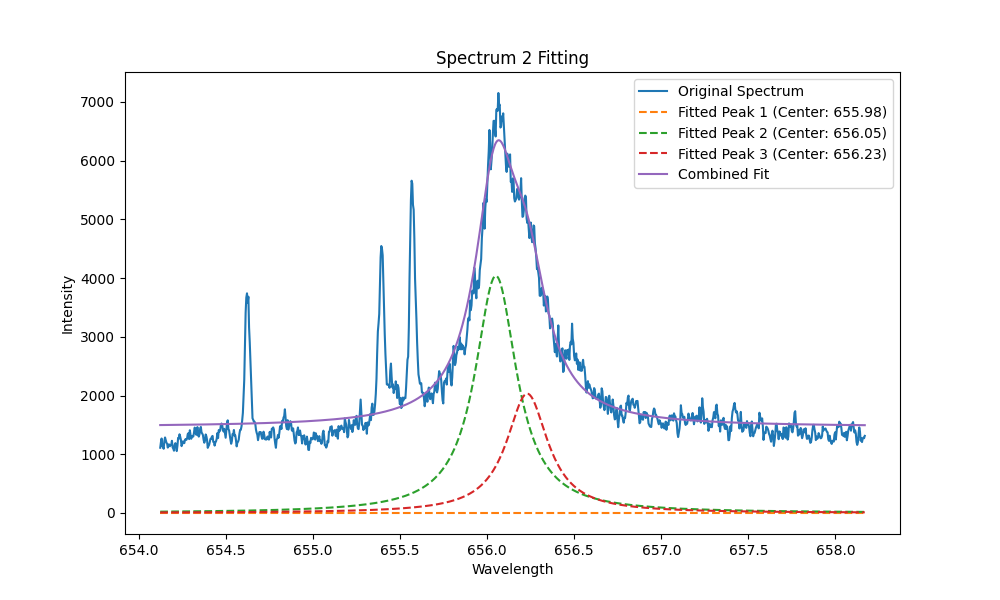 Spectrum 2 Fitting
Original Spectrum
Fitted Peak 1 (Center: 655.98)
Fitted Peak 2 (Center: 656.05)
Fitted Peak 3 (Center: 656.23)
Combined Fit
7000
6000
5000
4000
3000
2000
1000
0
Intensity
654.0 654.5 655.0 655.5 656.0 656.5 657.0 657.5 658.0
Wavelength